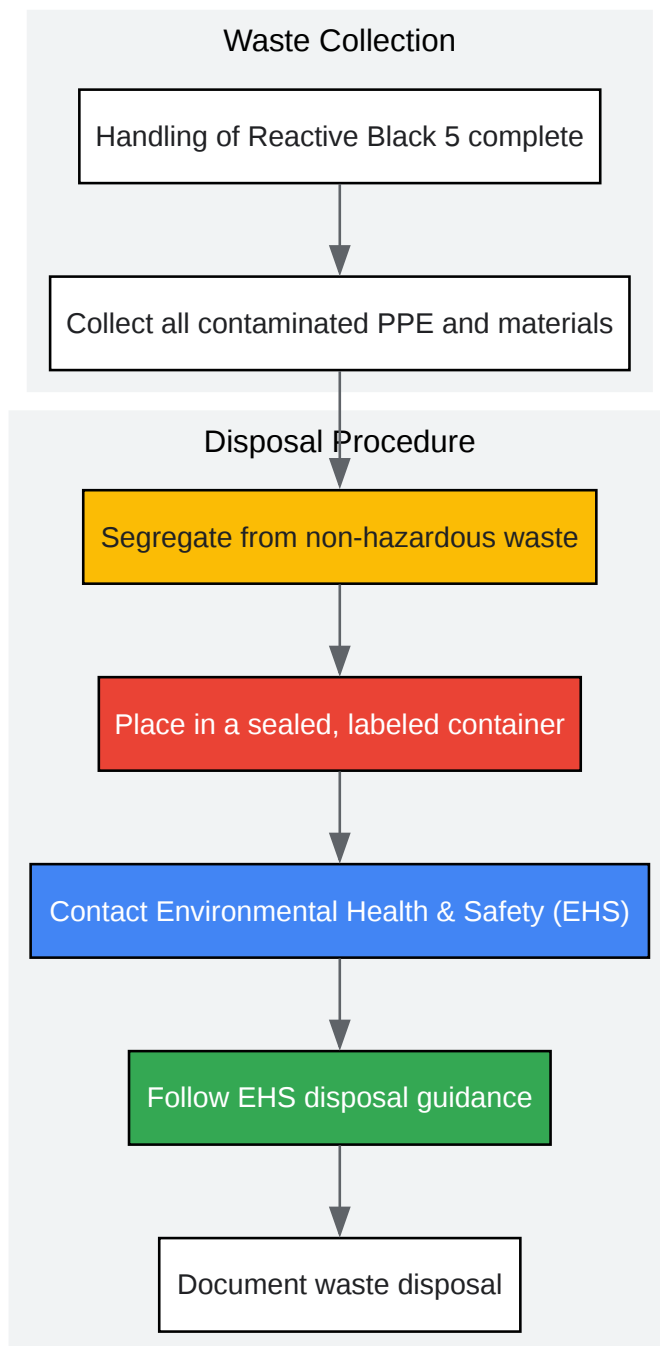 Waste Collection
Handling of Reactive Black 5 complete
Collect all contaminated PPE and materials
Disposal Procedure
Segregate from non-hazardous waste
Place in a sealed, labeled container
Contact Environmental Health & Safety (EHS)
Follow EHS disposal guidance
Document waste disposal